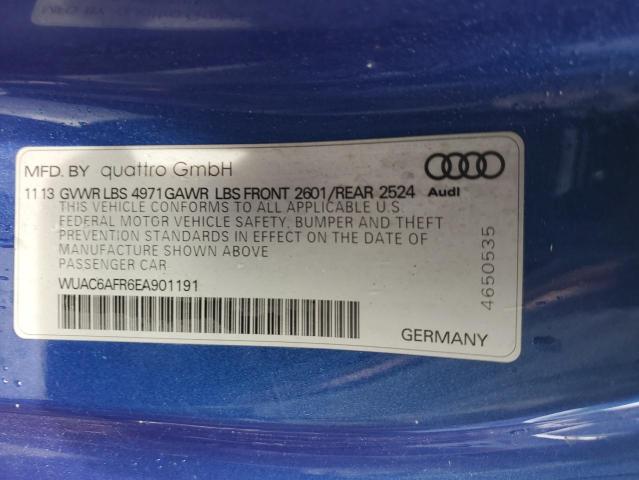 MFD. BY quattro GmbH
11 13 GVWR LBS 4971 GAWR LBS FRONT 2601/REAR 2524 Audi
THIS VEHICLE CONFORMS TO ALL APPLICABLE U.S
FEDERAL MOTOR VEHICLE SAFETY, BUMPER AND THEFT
PREVENTION STANDARDS IN EFFECT ON THE DATE OF
MANUFACTURE SHOWN ABOVE
PASSENGER CAR
WUAC6AFR6EA901191
GERMANY
4650535